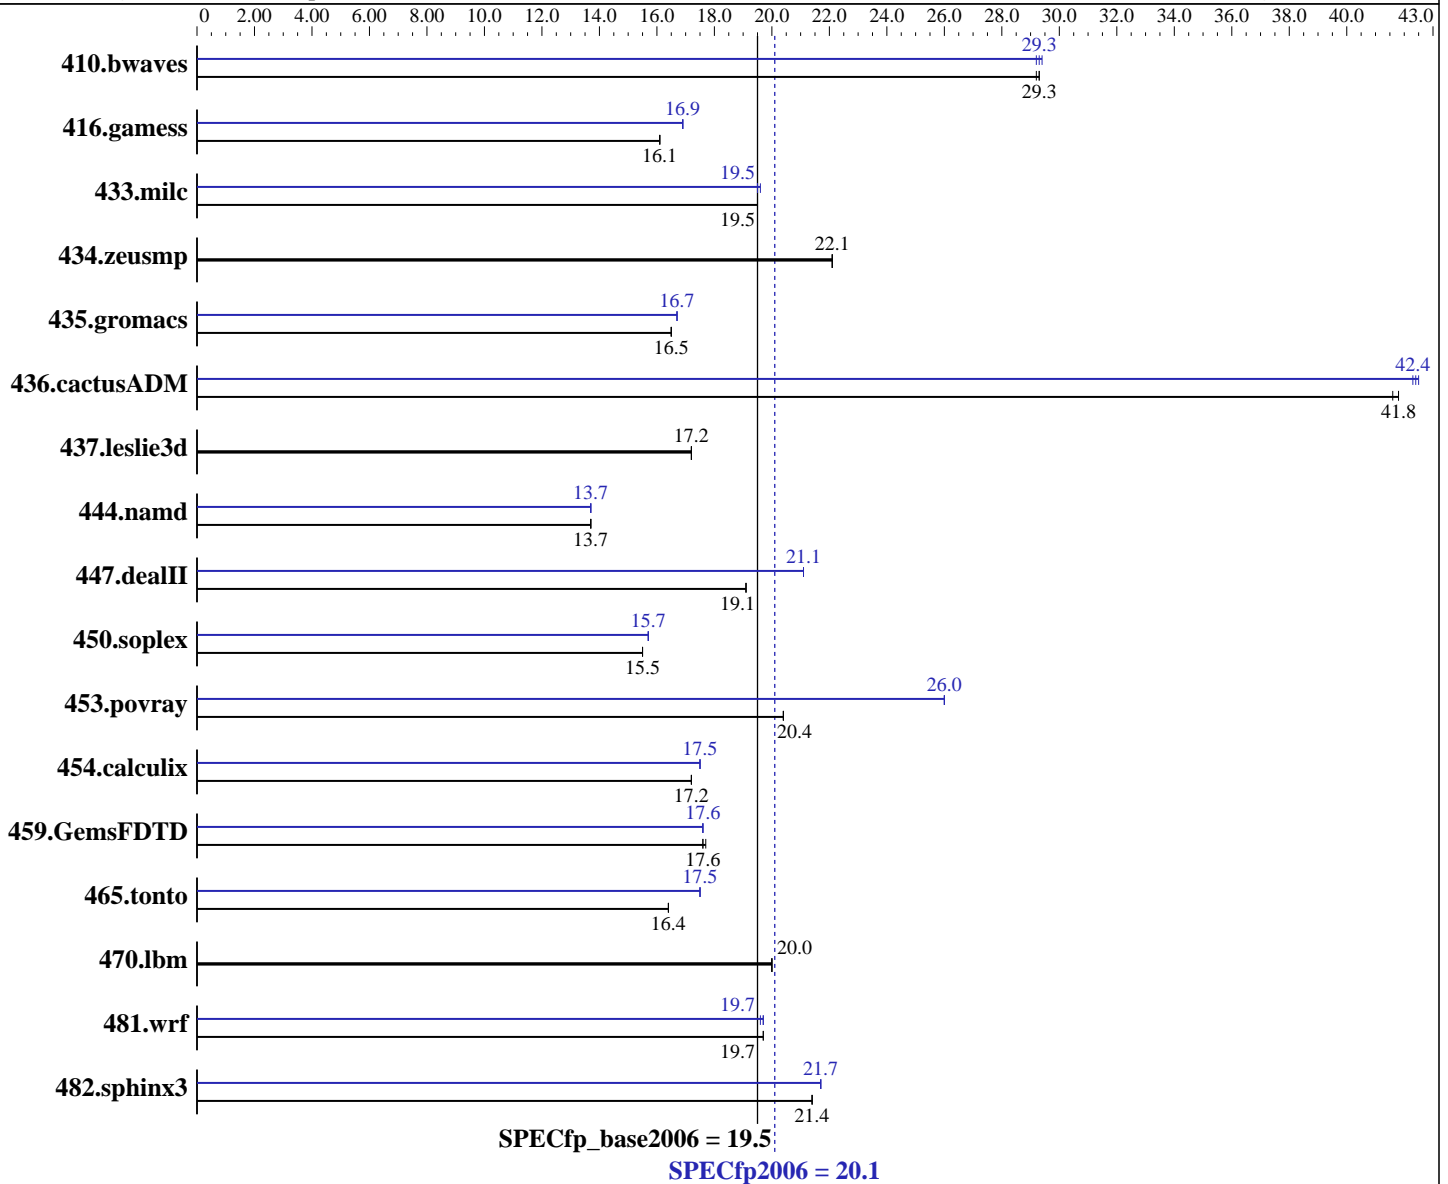 0 2.00 4.00 6.00 8.00 10.0 12.0 14.0 16.0 18.0 20.0 22.0 24.0 26.0 28.0 30.0 32.0 34.0 36.0 38.0 40.0 43.0
29.3
410.bwaves
29.3
16.9
416.gamess
16.1
19.5
433.milc
19.5
22.1
434.zeusmp
16.7
435.gromacs
16.5
42.4
436.cactusADM
41.8
17.2
437.leslie3d
13.7
444.namd
13.7
21.1
447.dealII
19.1
15.7
450.soplex
15.5
26.0
453.povray
20.4
17.5
454.calculix
17.2
17.6
459.GemsFDTD
17.6
17.5
465.tonto
16.4
20.0
470.lbm
19.7
481.wrf
19.7
21.7
482.sphinx3
21.4
SPECfp_base2006 = 19.5
SPECfp2006 = 20.1